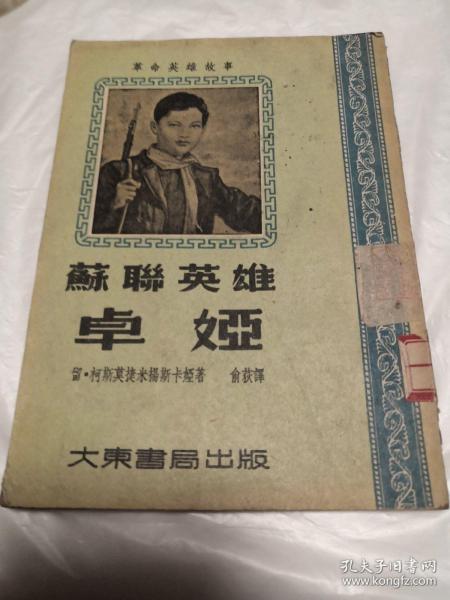 革命英雄故事
蘇聯英雄
卓婭
留·柯斯莫捷米楊斯卡婭著 俞荻譯
大東書局出版
孔夫子旧书网
www.kongfz.com